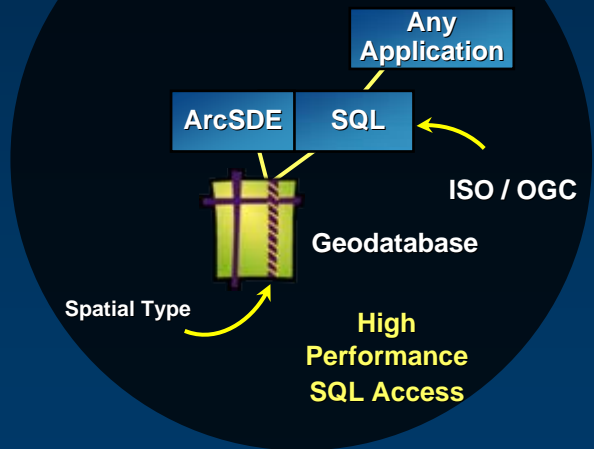 Any
Application
ArcSDE
SQL
ISO / OGC
Geodatabase
Spatial Type
High
Performance
SQL Access